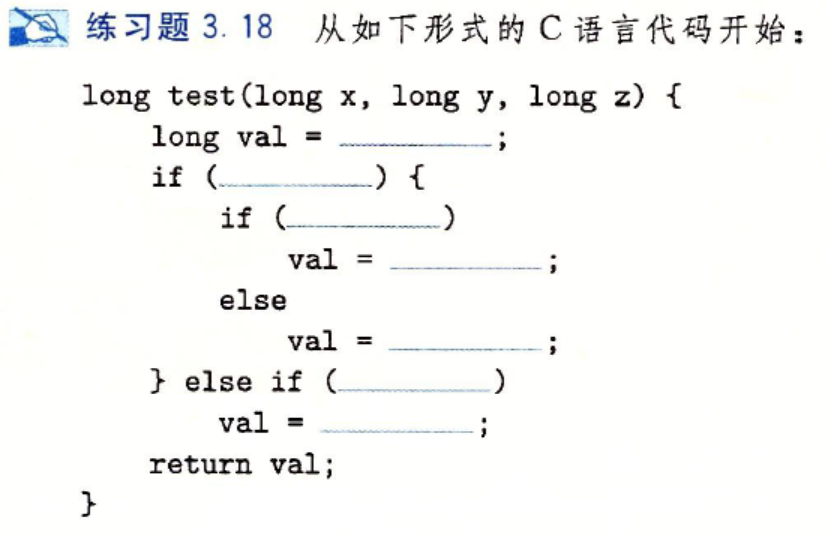 练习题 3.18 从如下形式的 C 语言代码开始:
long test(long x, long y, long z) {
long val = __________;
if (__________) {
if (__________)
val = __________;
else
val = __________;
} else if (__________)
val = __________;
return val;
}